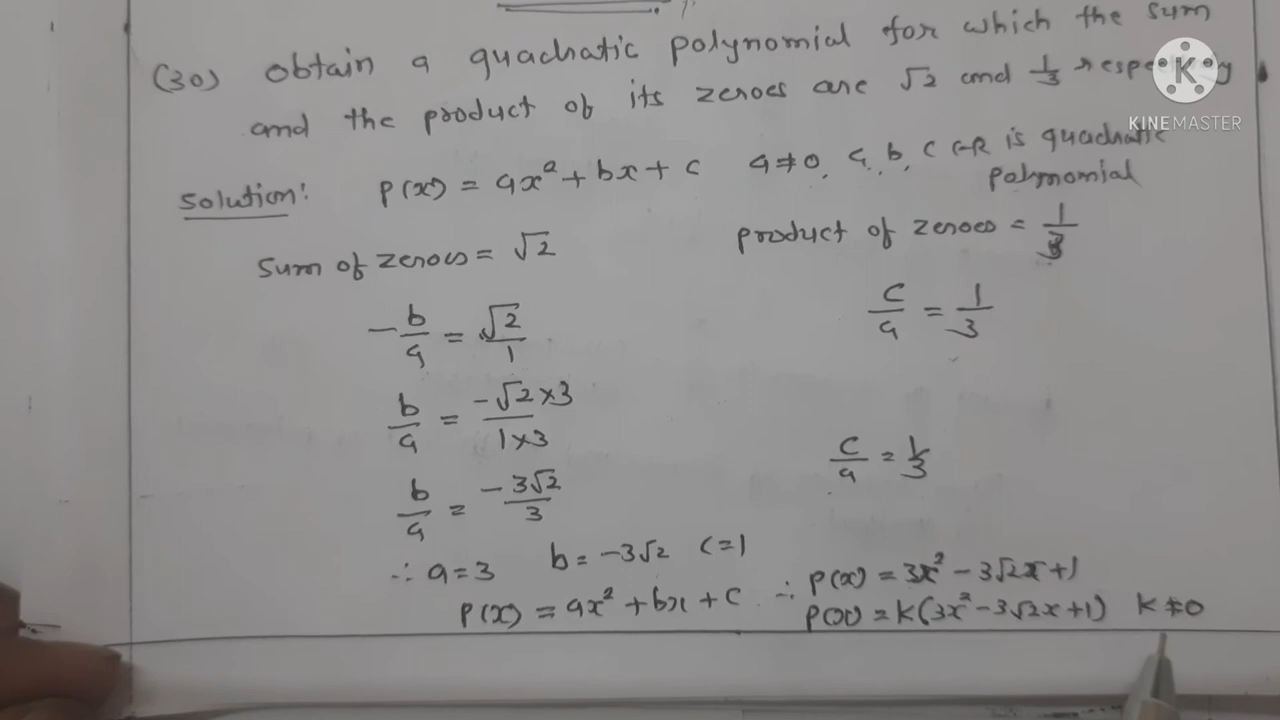 (30) obtain a quadratic polynomial for which the sum
and the product of its zeroes are √2 and 1/3
Solution: P(x) = ax² + bx + c a≠0, a, b, c ∈ R is quadratic
polynomial
Sum of zeroes = √2 product of zeroes = 1/3
-b/a = √2/1 c/a = 1/3
b/a = -√2×3/1×3
c/a = 1/3
b/a = -3√2/3
∴ a=3 b = -3√2 c=1
P(x) = ax² + bx + c ∴ P(x) = 3x² - 3√2x + 1
P(x) = K(3x² - 3√2x + 1) K≠0
K
KINEMASTER